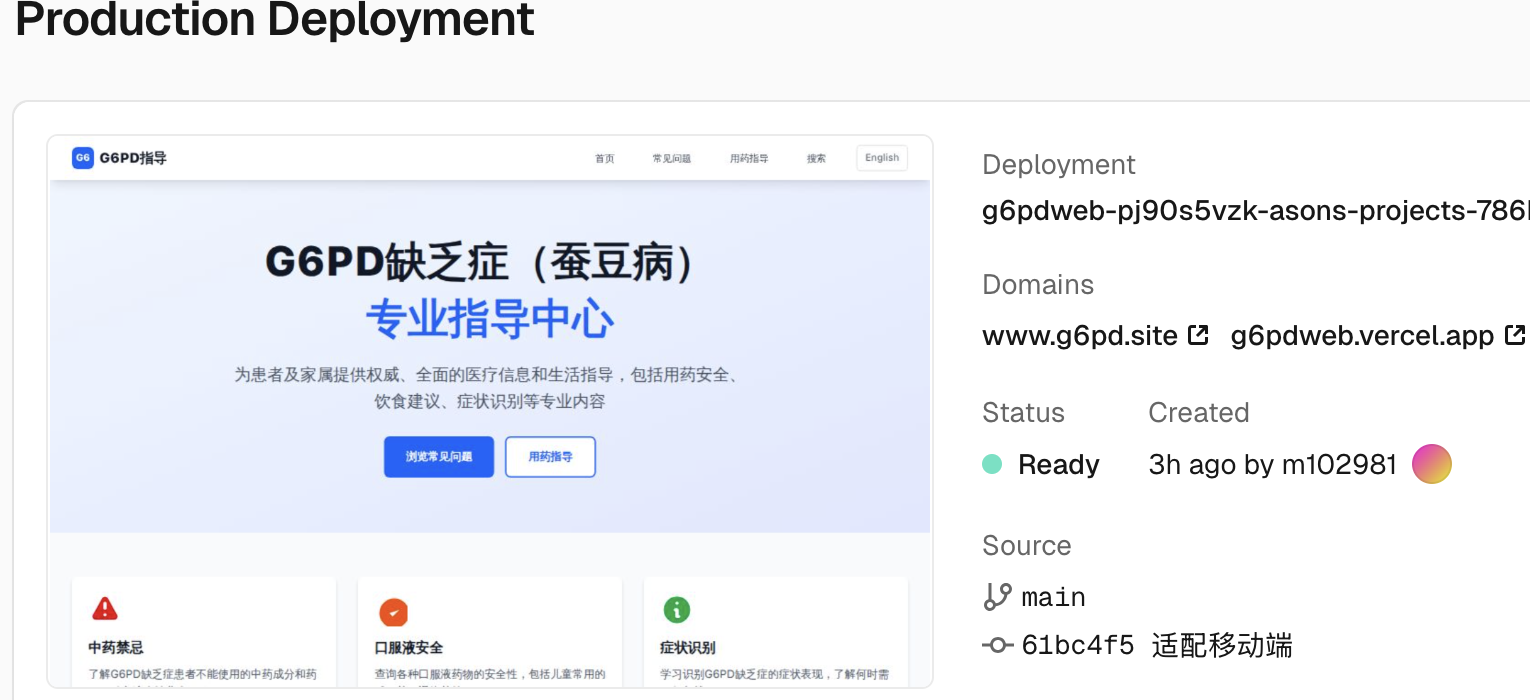 Production Deployment
G6 G6PD指导
首页 常见问题 用药指导 搜索 English
G6PD缺乏症（蚕豆病）
专业指导中心
为患者及家属提供权威、全面的医疗信息和生活指导，包括用药安全、
饮食建议、症状识别等专业内容
浏览常见问题 用药指导
中药禁忌
了解G6PD缺乏症患者不能使用的中药成分和药
口服液安全
查询各种口服液药物的安全性，包括儿童常用的
症状识别
学习识别G6PD缺乏症的症状表现，了解何时需
Deployment
g6pdweb-pj90s5vzk-asons-projects-786
Domains
www.g6pd.site g6pdweb.vercel.app
Status Created
Ready 3h ago by m102981
Source
main
61bc4f5 适配移动端